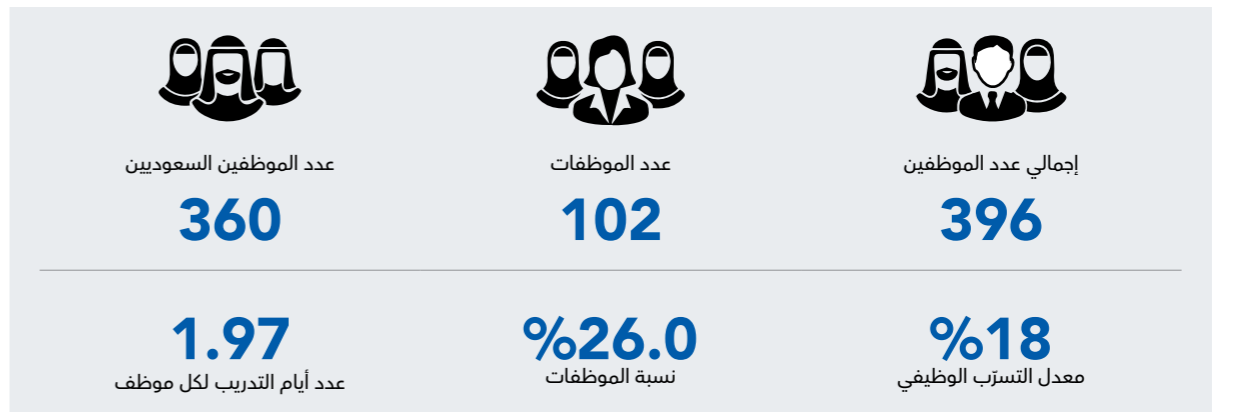 إجمالي عدد الموظفين
396
عدد الموظفات
102
عدد الموظفين السعوديين
360
%18
معدل التسرّب الوظيفي
%26.0
نسبة الموظفات
1.97
عدد أيام التدريب لكل موظف